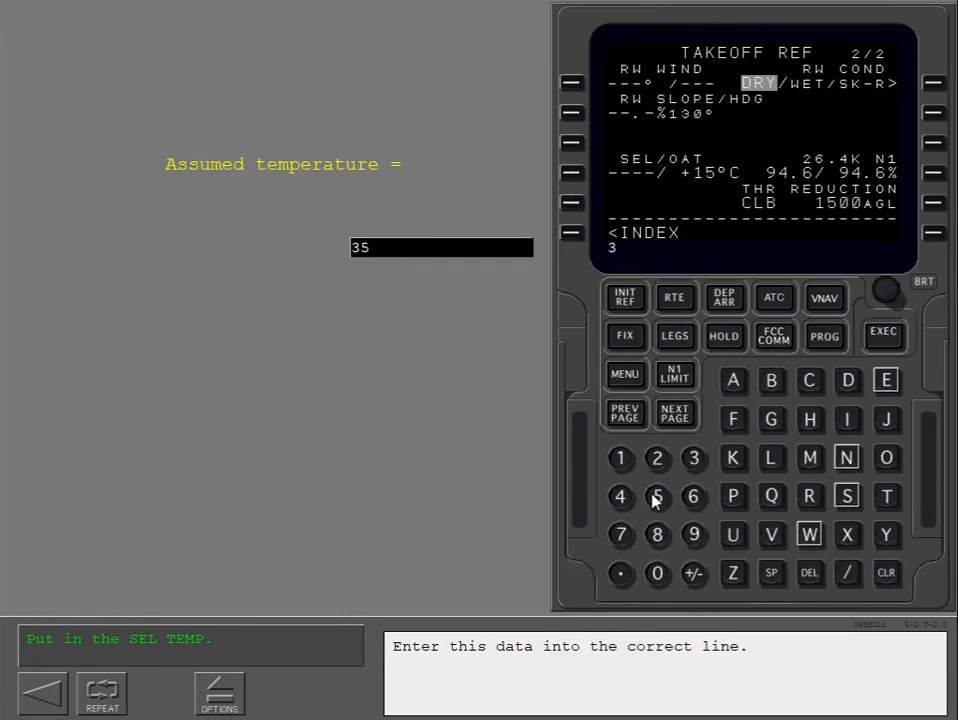 TAKEOFF REF 2/2
RW WIND RW COND
---° /--- DRY/WET/SK-R>
RW SLOPE/HDG
--.-%130°
SEL/OAT 26.4K N1
----/ +15°C 94.6/ 94.6%
THR REDUCTION
CLB 1500AGL
------------------------
<INDEX
3
Assumed temperature =
35
BRT
INIT REF RTE DEP ARR ATC VNAV
FIX LEGS HOLD FCC COMM PROG EXEC
MENU N1 LIMIT
PREV PAGE NEXT PAGE
A B C D E
F G H I J
1 2 3 K L M N O
4 5 6 P Q R S T
7 8 9 U V W X Y
. 0 +/- Z SP DEL / CLR
Put in the SEL TEMP.
Enter this data into the correct line.
REPEAT OPTIONS